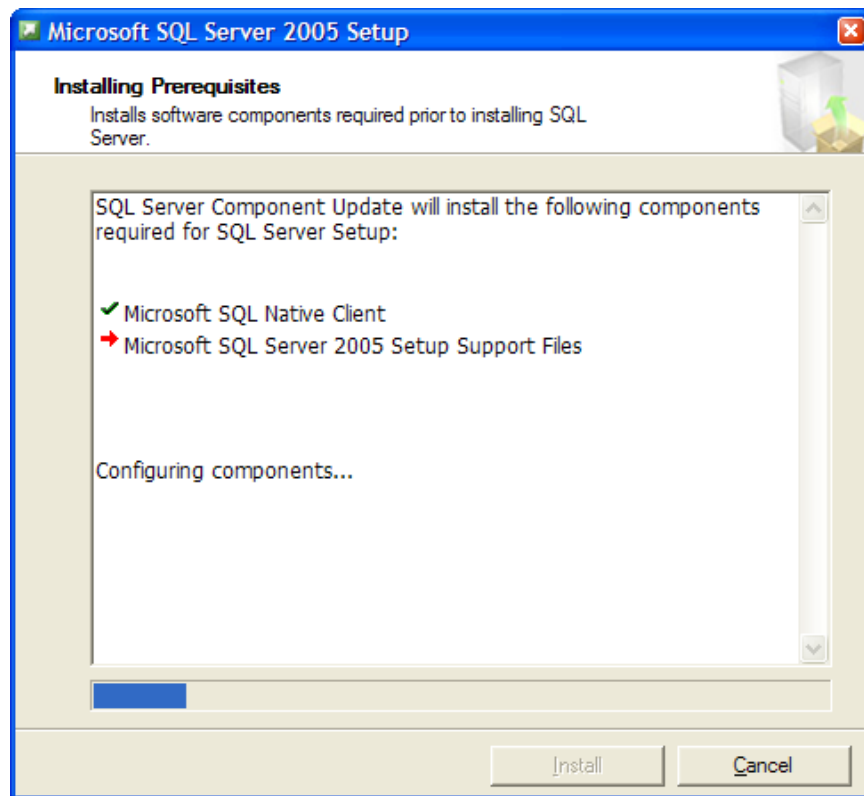 Microsoft SQL Server 2005 Setup
Installing Prerequisites
Installs software components required prior to installing SQL
Server.
SQL Server Component Update will install the following components
required for SQL Server Setup:
Microsoft SQL Native Client
Microsoft SQL Server 2005 Setup Support Files
Configuring components...
Install
Cancel